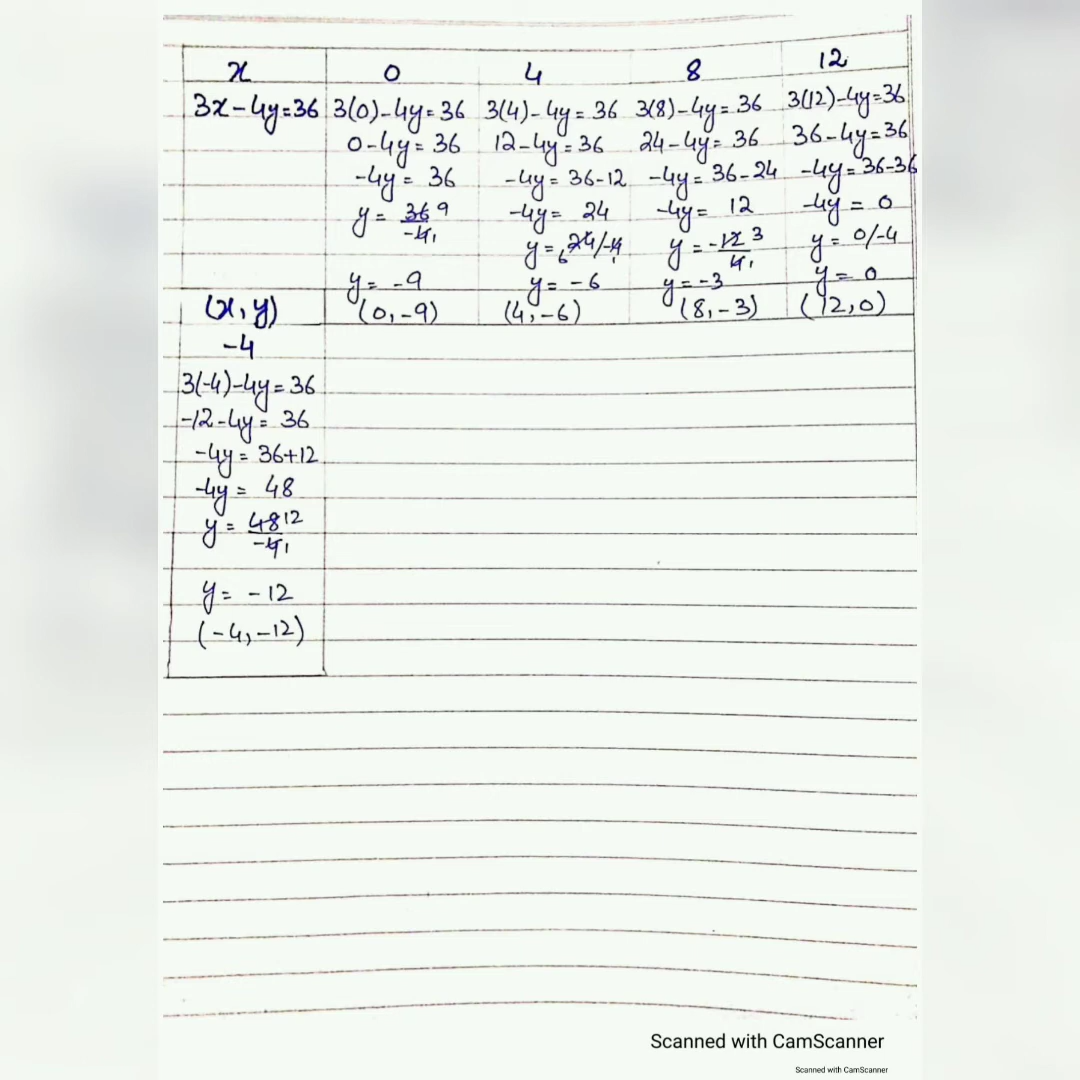 x 0 4 8 12
3x-4y=36 3(0)-4y=36 3(4)-4y=36 3(8)-4y=36 3(12)-4y=36
0-4y=36 12-4y=36 24-4y=36 36-4y=36
-4y=36 -4y=36-12 -4y=36-24 -4y=36-36
y=36/-4 9 1 -4y=24 -4y=12 -4y=0
y=24/-4 6 1 y=-12/4 3 1 y=0/-4
y=-9 y=-6 y=-3 y=0
(x,y) (0,-9) (4,-6) (8,-3) (12,0)
-4
3(-4)-4y=36
-12-4y=36
-4y=36+12
-4y=48
y=48/-4 12 1
y=-12
(-4,-12)
Scanned with CamScanner
Scanned with CamScanner